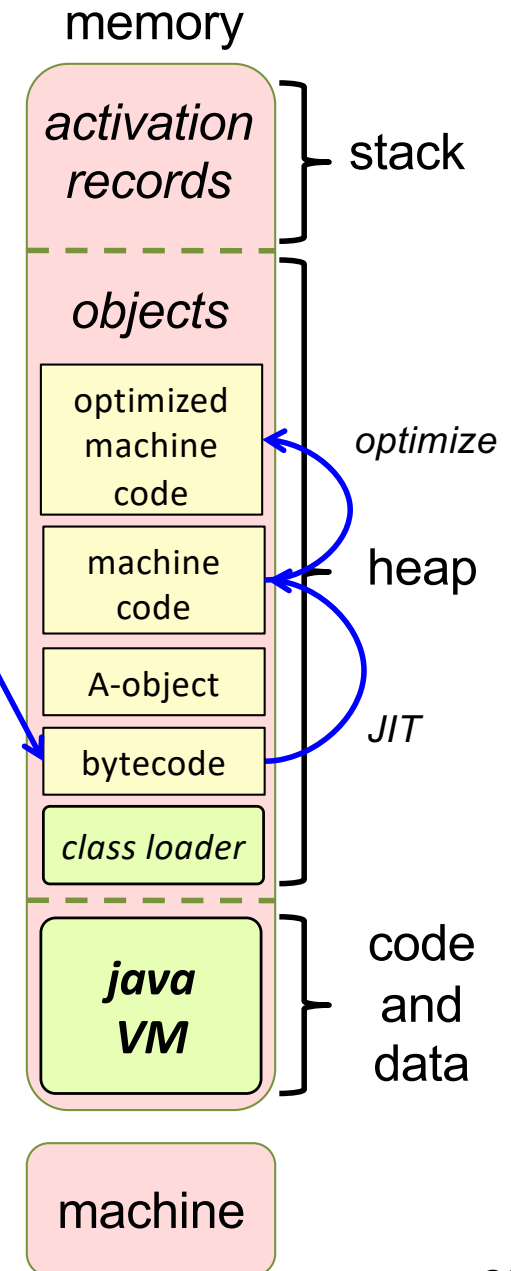 memory
activation
records
stack
objects
optimized
machine
code
optimize
machine
code
heap
A-object
JIT
bytecode
class loader
java
VM
code
and
data
machine